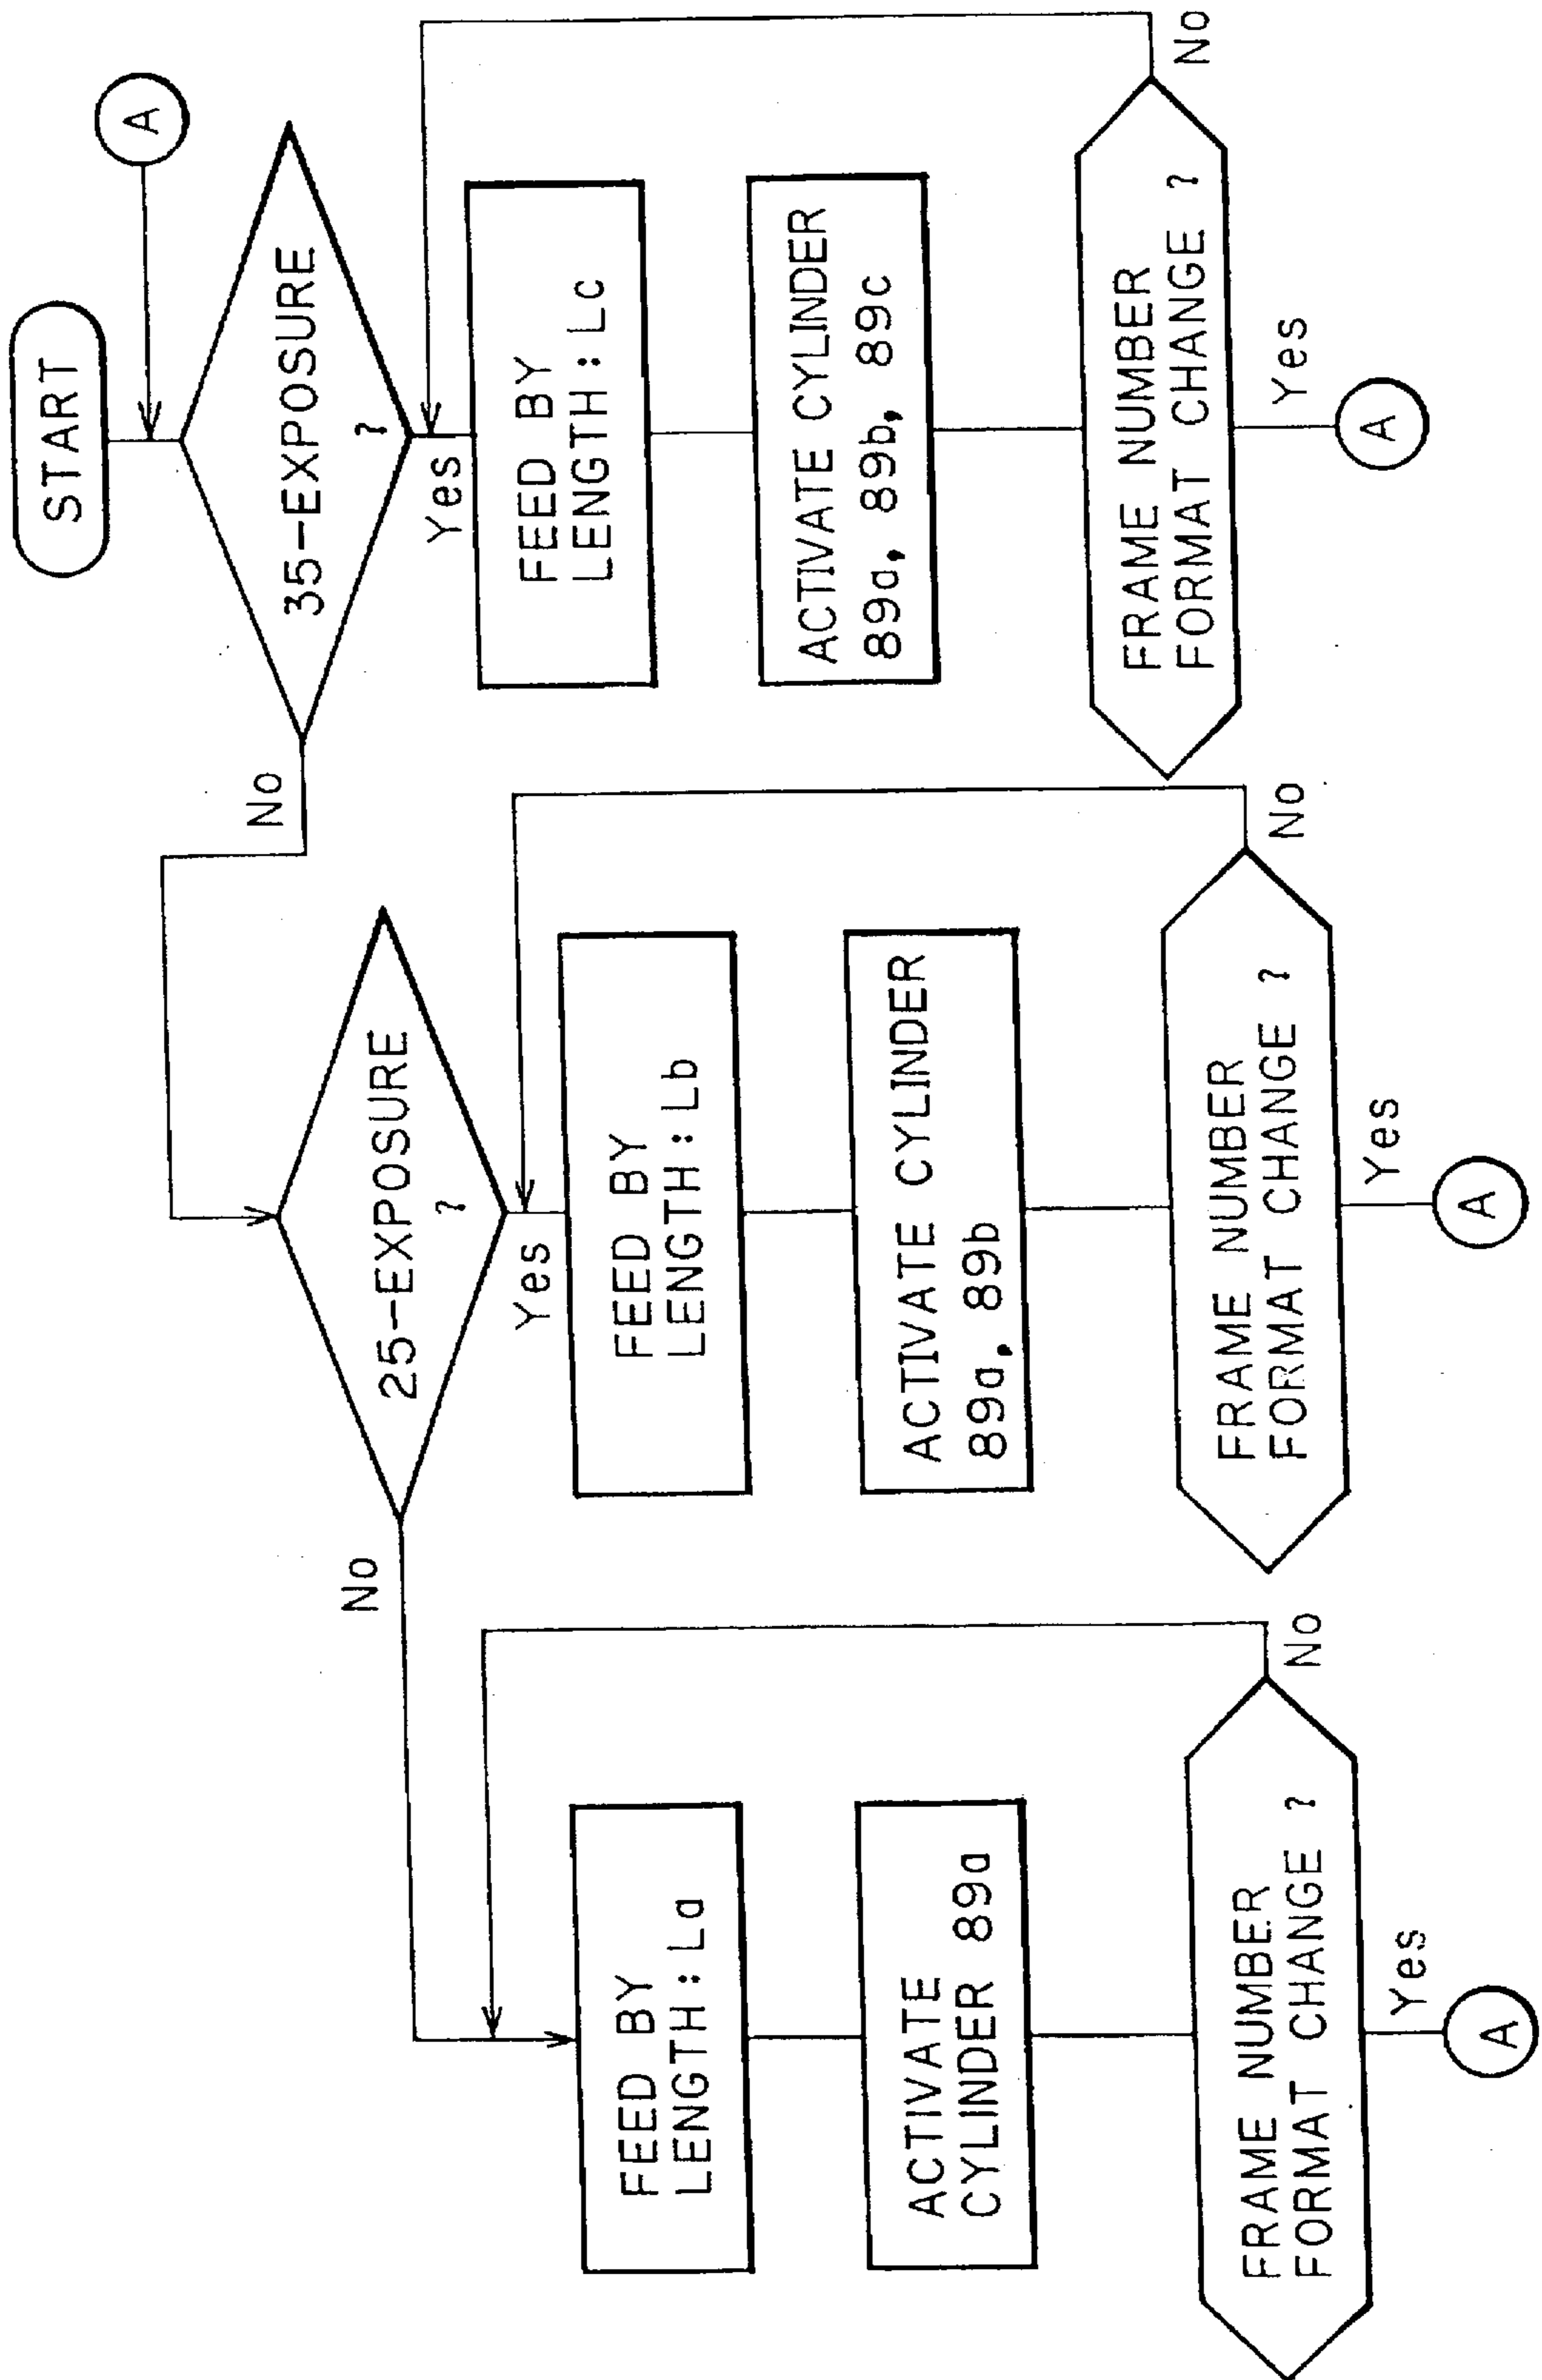 START
A
35-EXPOSURE
?
No
Yes
FEED BY
LENGTH: Lc
ACTIVATE CYLINDER
89a, 89b, 89c
FRAME NUMBER
FORMAT CHANGE ?
No
Yes
A
25-EXPOSURE
?
No
Yes
FEED BY
LENGTH: Lb
ACTIVATE CYLINDER
89a, 89b
FRAME NUMBER
FORMAT CHANGE ?
No
Yes
A
FEED BY
LENGTH: La
ACTIVATE
CYLINDER 89a
FRAME NUMBER
FORMAT CHANGE ?
No
Yes
A